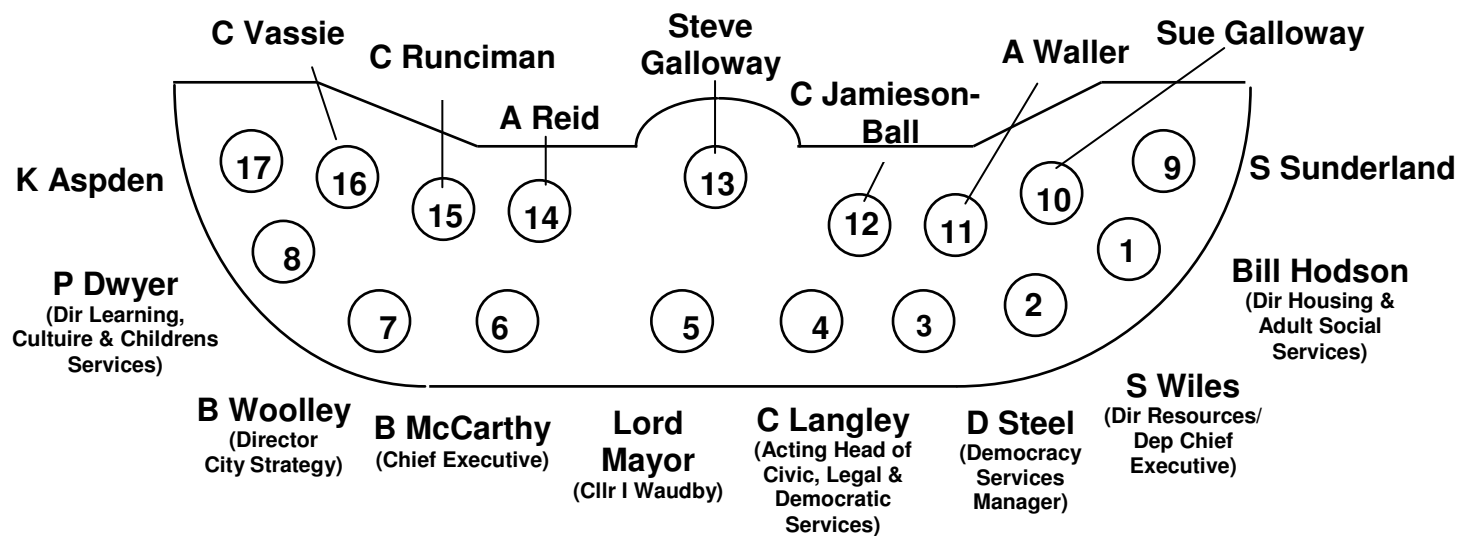 C Vassie
C Runciman
A Reid
Steve
Galloway
C Jamieson-
Ball
A Waller
Sue Galloway
K Aspden
17
16
15
14
13
12
11
10
9
S Sunderland
8
7
6
5
4
3
2
1
P Dwyer
(Dir Learning,
Cultuire & Childrens
Services)
B Woolley
(Director
City Strategy)
B McCarthy
(Chief Executive)
Lord
Mayor
(Cllr I Waudby)
C Langley
(Acting Head of
Civic, Legal &
Democratic
Services)
D Steel
(Democracy
Services
Manager)
S Wiles
(Dir Resources/
Dep Chief
Executive)
Bill Hodson
(Dir Housing &
Adult Social
Services)